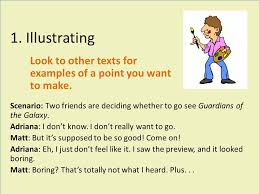 1. Illustrating
Look to other texts for
examples of a point you want
to make.
Scenario: Two friends are deciding whether to go see Guardians of
the Galaxy.
Adriana: I don't know. I don't really want to go.
Matt: But it's supposed to be so good! Come on!
Adriana: Eh, I just don't feel like it. I saw the preview, and it looked
boring.
Matt: Boring? That's totally not what I heard. Plus. . .